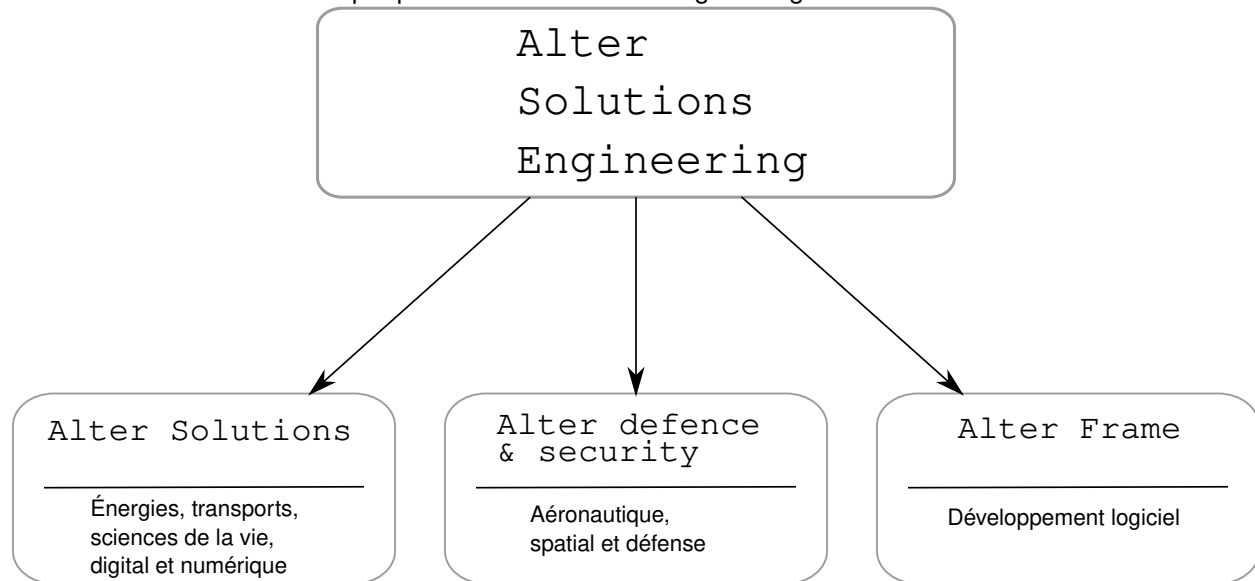 Alter
Solutions
Engineering
Alter Solutions
Énergies, transports,
sciences de la vie,
digital et numérique
Alter defence
& security
Aéronautique,
spatial et défense
Alter Frame
Développement logiciel